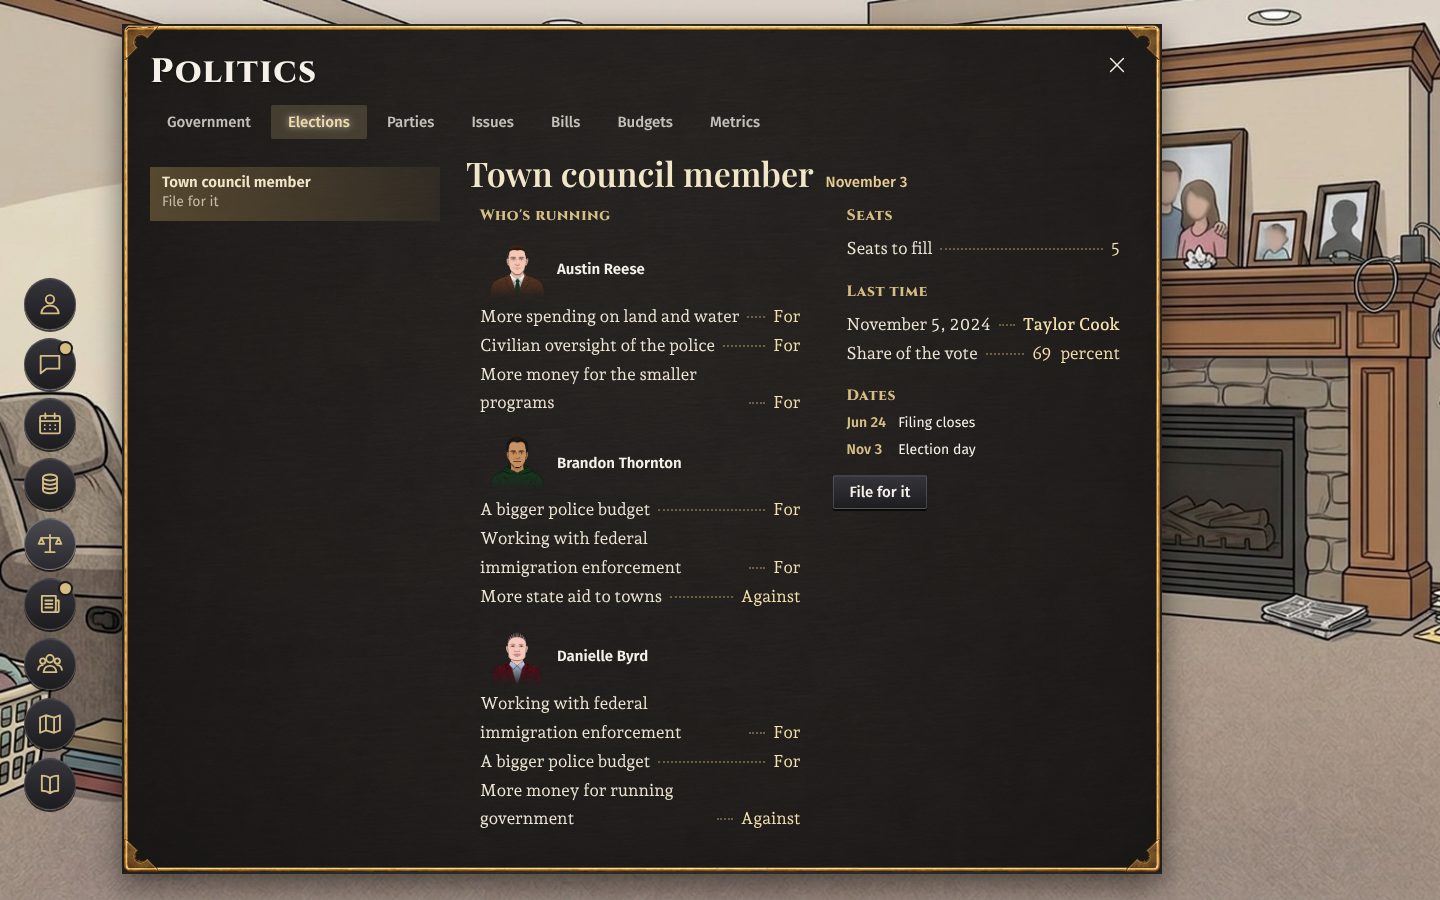 Politics
Government
Elections
Parties
Issues
Bills
Budgets
Metrics
Town council member
File for it
Town council member November 3
Who's running
Austin Reese
More spending on land and water For
Civilian oversight of the police For
More money for the smaller
programs For
Brandon Thornton
A bigger police budget For
Working with federal
immigration enforcement For
More state aid to towns Against
Danielle Byrd
Working with federal
immigration enforcement For
A bigger police budget For
More money for running
government Against
Seats
Seats to fill 5
Last time
November 5, 2024 Taylor Cook
Share of the vote 69 percent
Dates
Jun 24 Filing closes
Nov 3 Election day
File for it